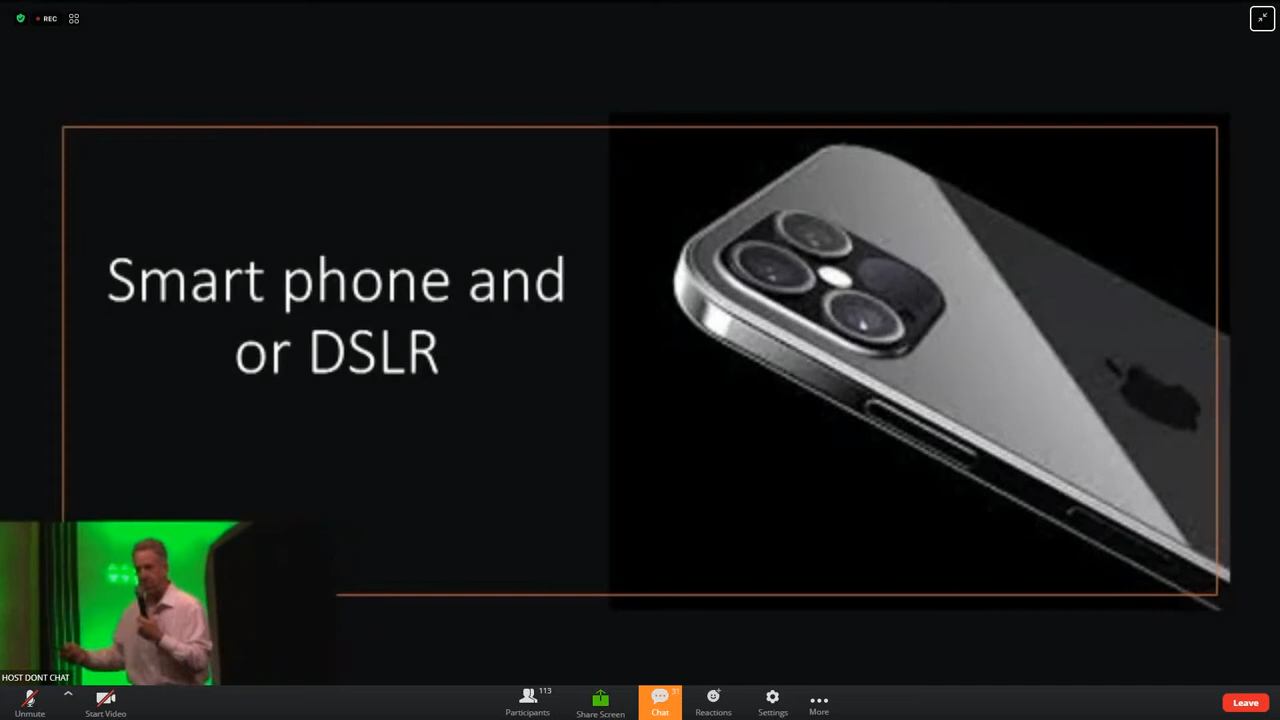 REC
Smart phone and
or DSLR
HOST DONT CHAT
Unmute
Start Video
113
Participants
Share Screen
31
Chat
Reactions
Settings
More
Leave